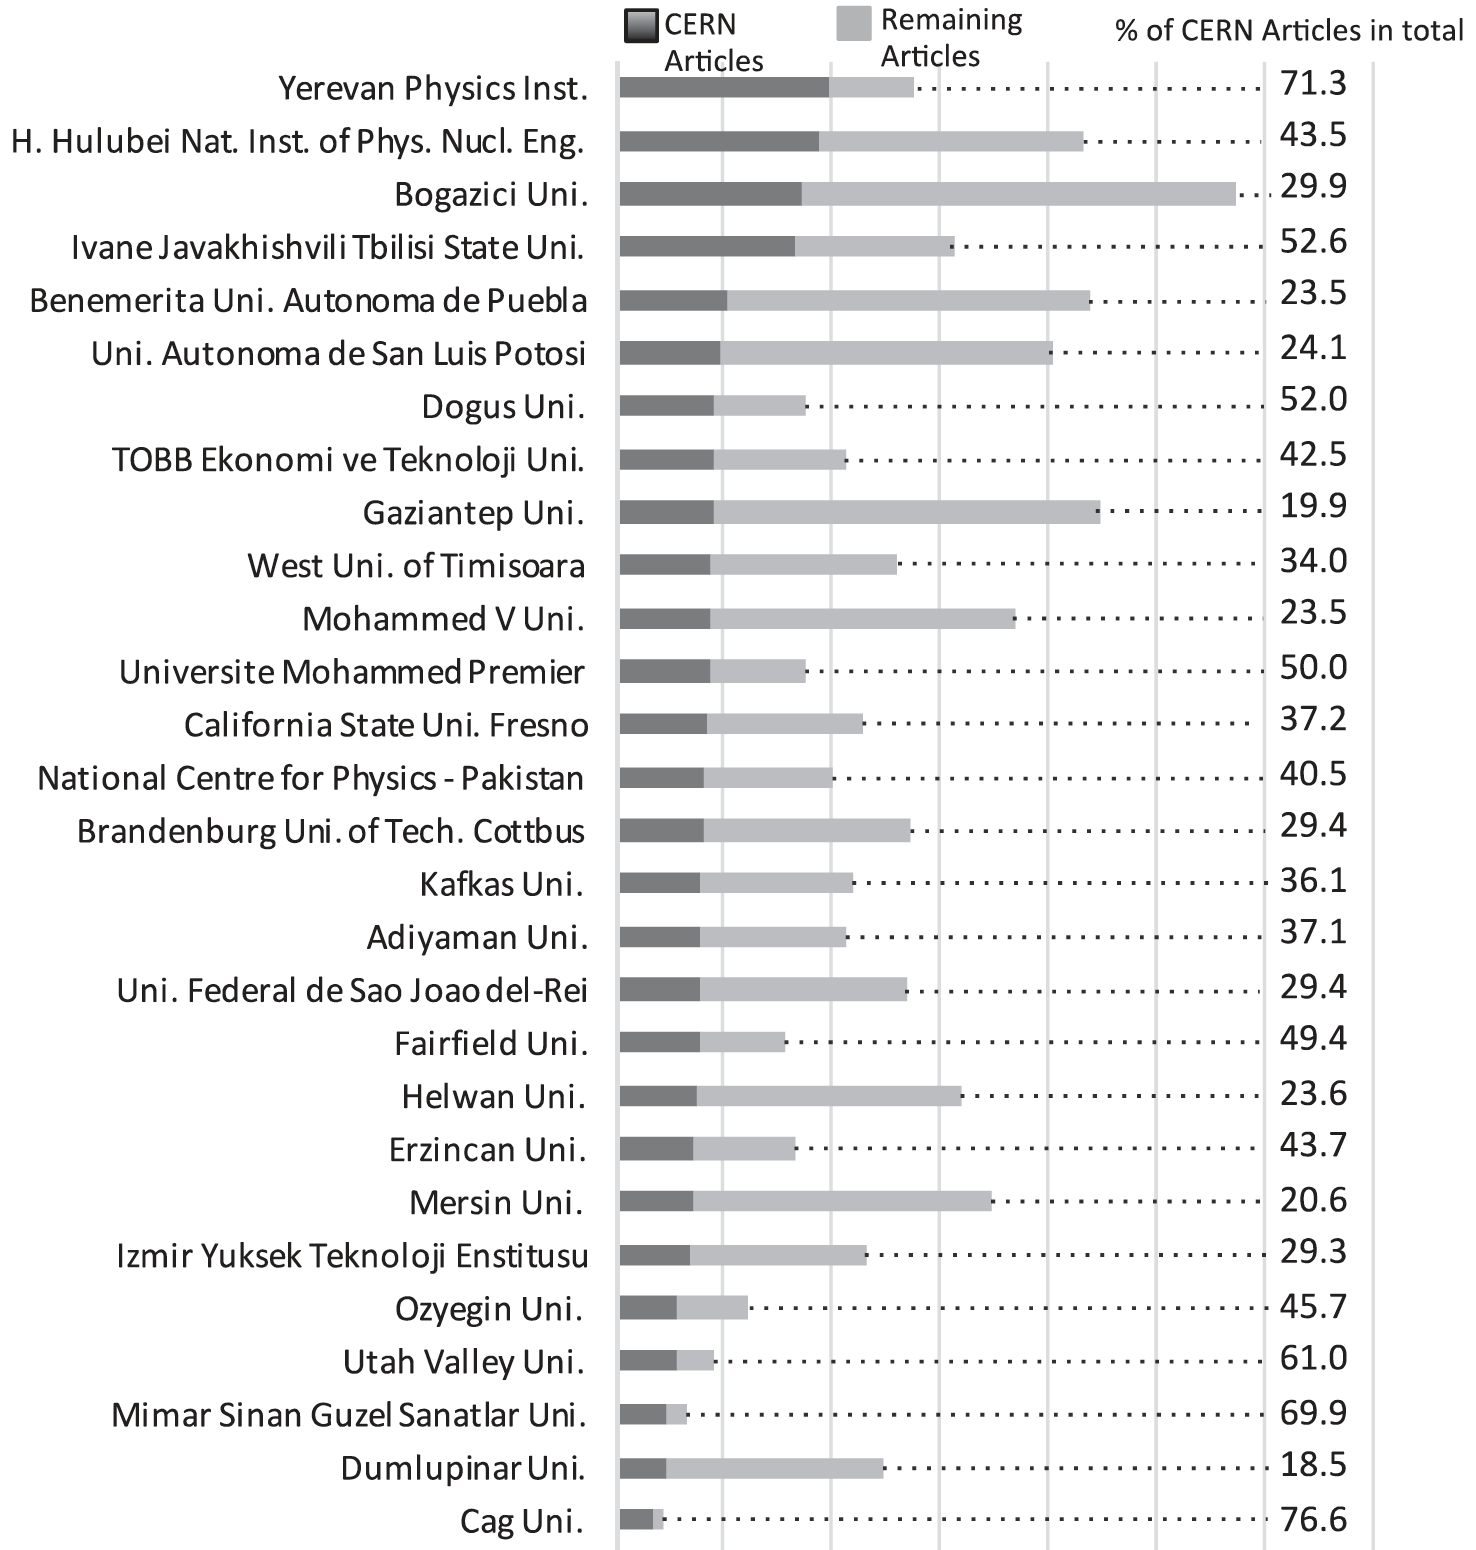 CERN Articles
Remaining Articles
% of CERN Articles in total
Yerevan Physics Inst. 71.3
H. Hulubei Nat. Inst. of Phys. Nucl. Eng. 43.5
Bogazici Uni. 29.9
Ivane Javakhishvili Tbilisi State Uni. 52.6
Benemerita Uni. Autonoma de Puebla 23.5
Uni. Autonoma de San Luis Potosi 24.1
Dogus Uni. 52.0
TOBB Ekonomi ve Teknoloji Uni. 42.5
Gaziantep Uni. 19.9
West Uni. of Timisoara 34.0
Mohammed V Uni. 23.5
Universite Mohammed Premier 50.0
California State Uni. Fresno 37.2
National Centre for Physics - Pakistan 40.5
Brandenburg Uni. of Tech. Cottbus 29.4
Kafkas Uni. 36.1
Adiyaman Uni. 37.1
Uni. Federal de Sao Joao del-Rei 29.4
Fairfield Uni. 49.4
Helwan Uni. 23.6
Erzincan Uni. 43.7
Mersin Uni. 20.6
Izmir Yuksek Teknoloji Enstitusu 29.3
Ozyegin Uni. 45.7
Utah Valley Uni. 61.0
Mimar Sinan Guzel Sanatlar Uni. 69.9
Dumlupinar Uni. 18.5
Cag Uni. 76.6